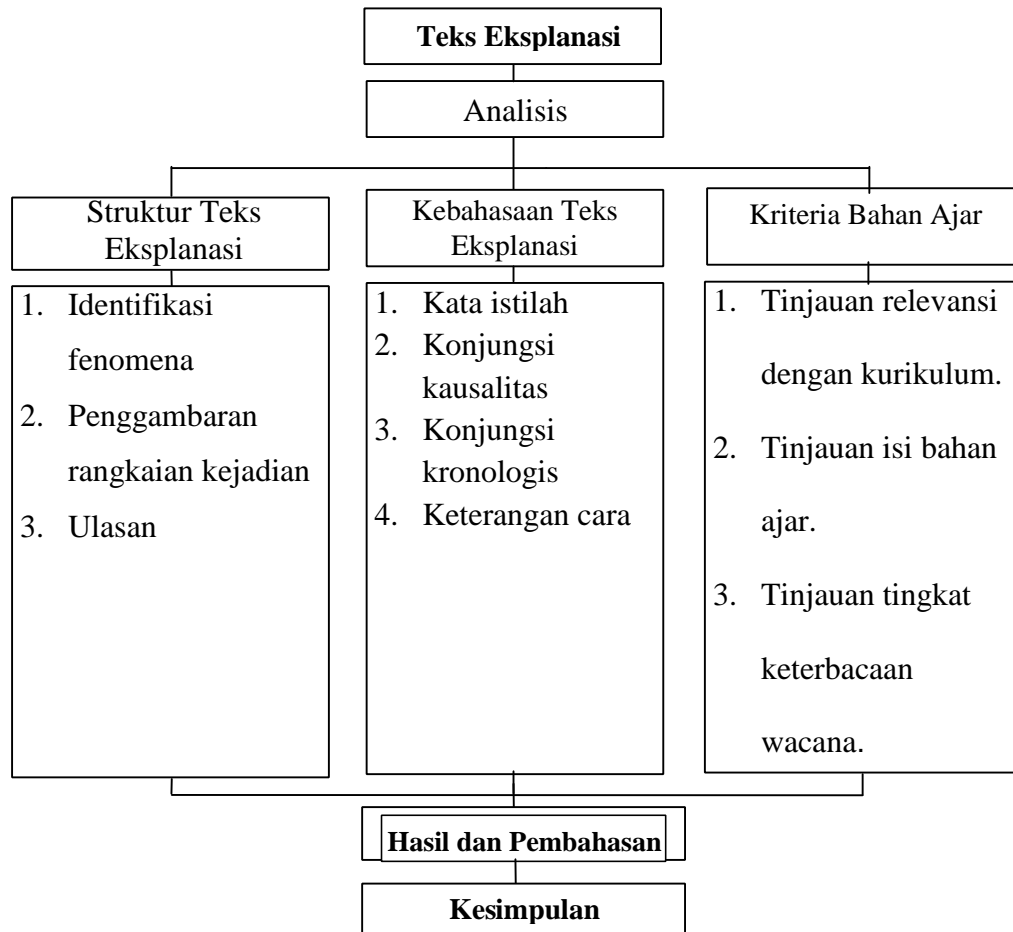 Teks Eksplanasi
Analisis
Struktur Teks
Eksplanasi
Kebahasaan Teks
Eksplanasi
Kriteria Bahan Ajar
1. Identifikasi
fenomena
2. Penggambaran
rangkaian kejadian
3. Ulasan
1. Kata istilah
2. Konjungsi
kausalitas
3. Konjungsi
kronologis
4. Keterangan cara
1. Tinjauan relevansi
dengan kurikulum.
2. Tinjauan isi bahan
ajar.
3. Tinjauan tingkat
keterbacaan
wacana.
Hasil dan Pembahasan
Kesimpulan